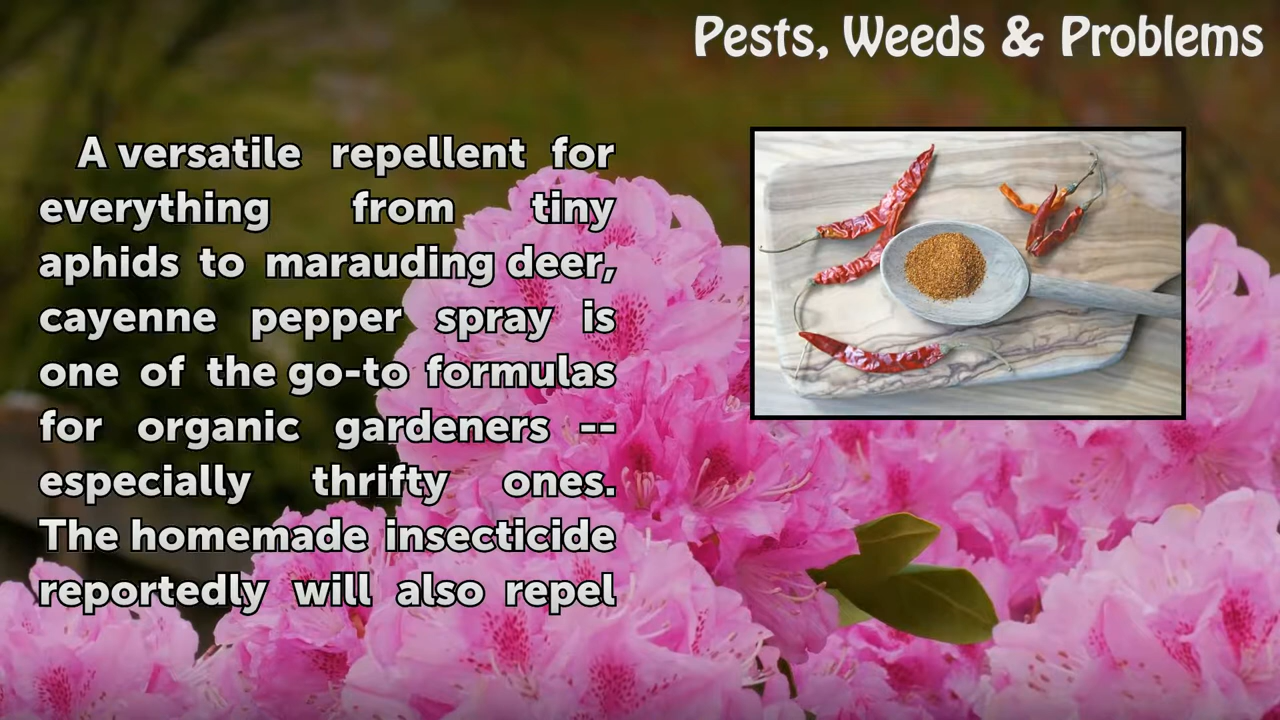 Pests, Weeds & Problems
A versatile repellent for
everything from tiny
aphids to marauding deer,
cayenne pepper spray is
one of the go-to formulas
for organic gardeners --
especially thrifty ones.
The homemade insecticide
reportedly will also repel